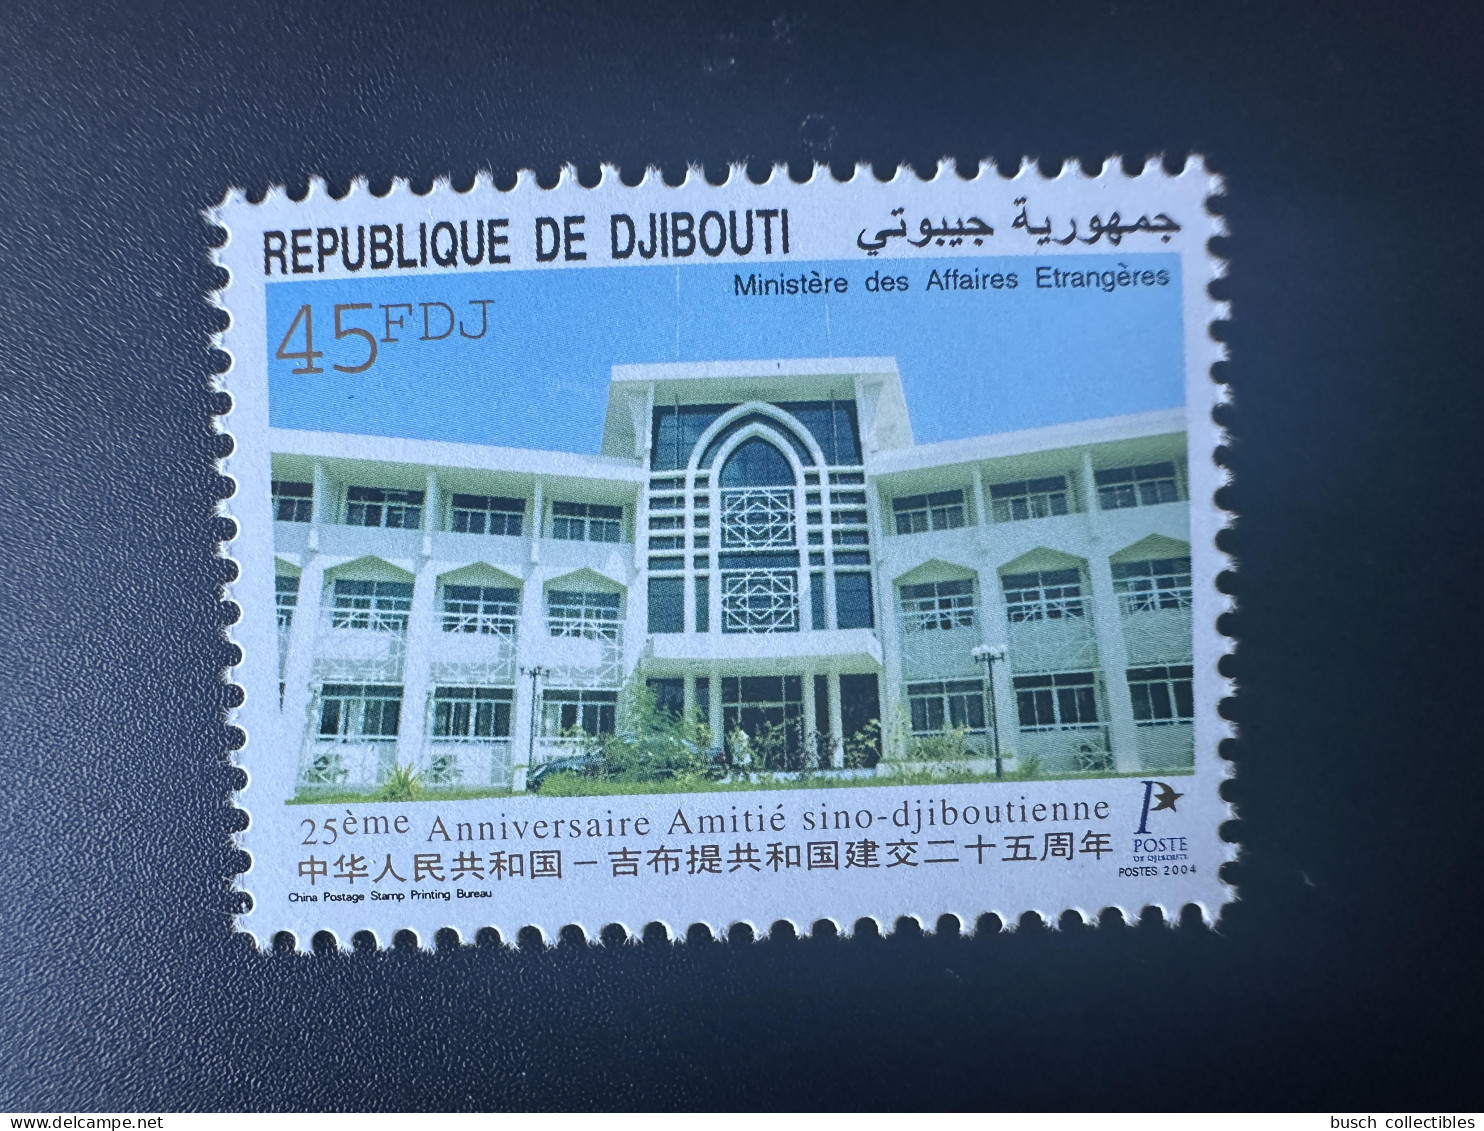 REPUBLIQUE DE DJIBOUTI جمهورية جيبوتي
Ministère des Affaires Etrangères
45FDJ
25ème Anniversaire Amitié sino-djiboutienne
中华人民共和国－吉布提共和国建交二十五周年
China Postage Stamp Printing Bureau
P
POSTE
DE DJIBOUTI
POSTES 2004
busch collectibles